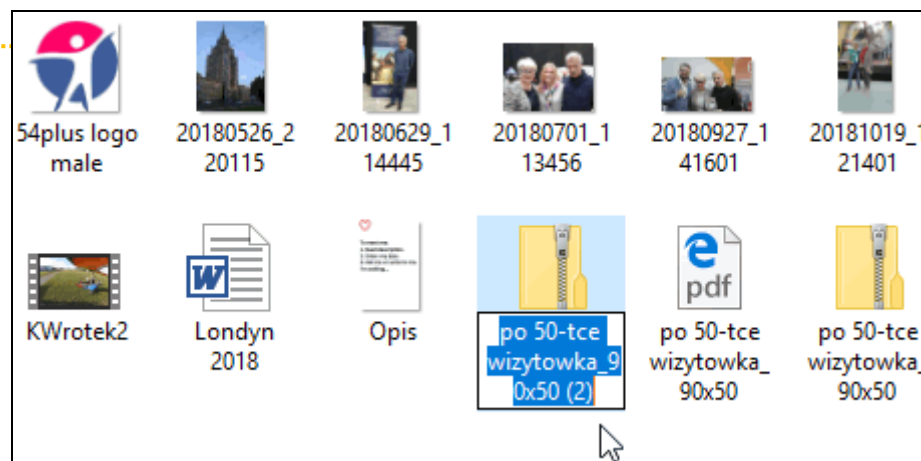 54plus logo
male
20180526_2
20115
20180629_1
14445
20180701_1
13456
20180927_1
41601
20181019_1
21401
KWrotek2
W
Londyn
2018
Opis
po 50-tce
wizytowka_9
0x50 (2)
e
pdf
po 50-tce
wizytowka_
90x50
po 50-tce
wizytowka_
90x50